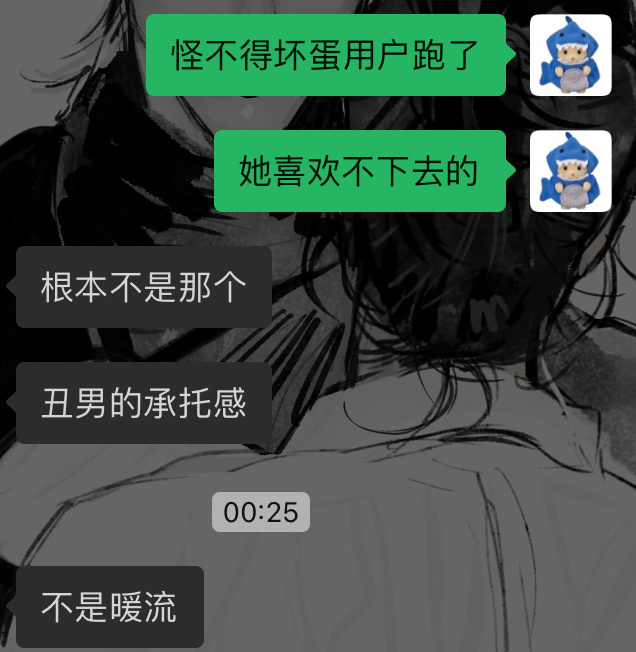 怪不得坏蛋用户跑了
她喜欢不下去的
根本不是那个
丑男的承托感
00:25
不是暖流